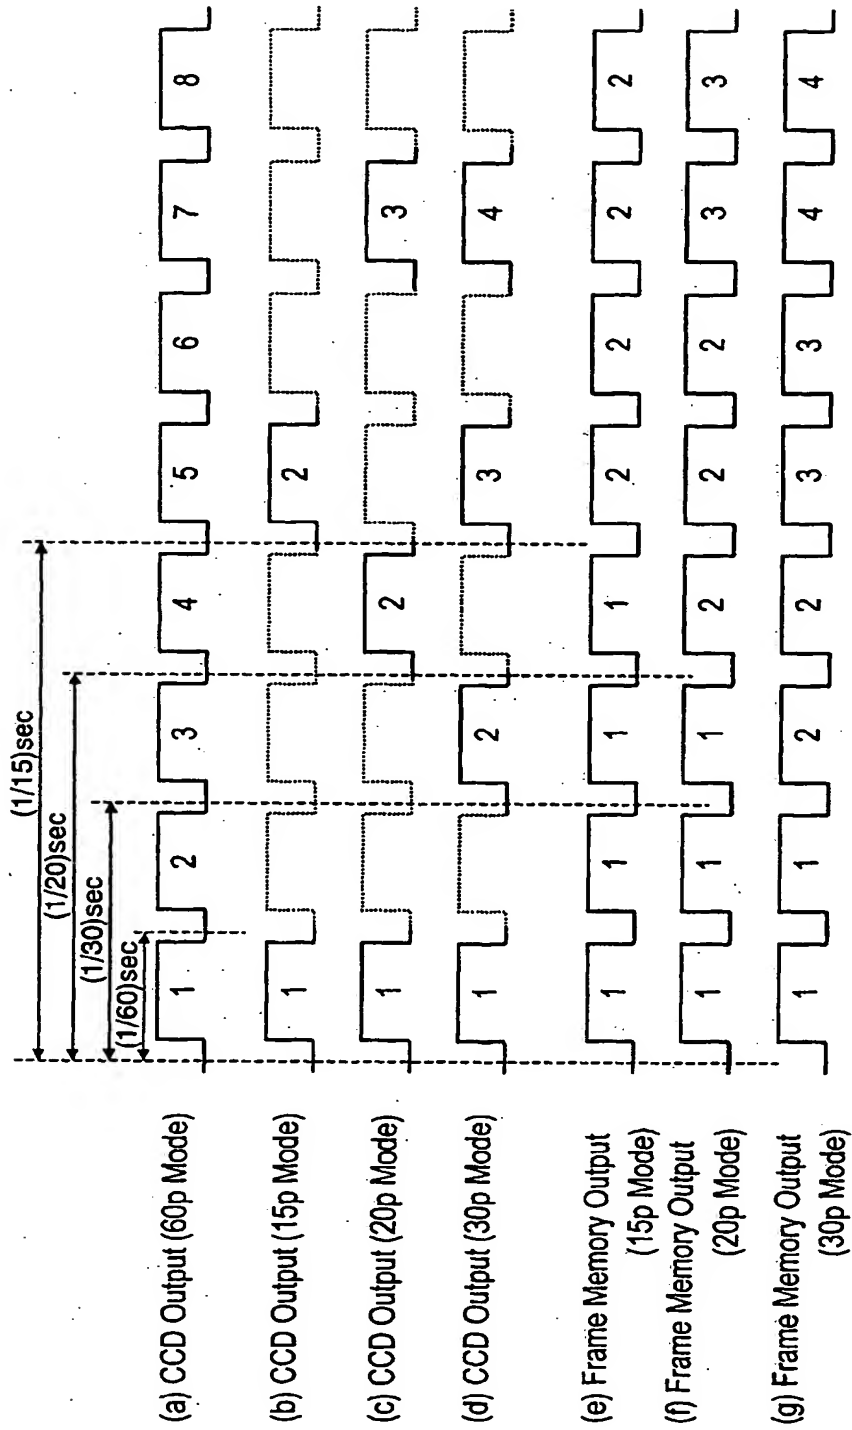 (1/15)sec
(1/20)sec
(1/30)sec
(1/60)sec
(a) CCD Output (60p Mode) 1 2 3 4 5 6 7 8
(b) CCD Output (15p Mode) 1 2
(c) CCD Output (20p Mode) 1 2 3
(d) CCD Output (30p Mode) 1 2 3 4
(e) Frame Memory Output 1 1 1 1 2 2 2 2
(15p Mode)
(f) Frame Memory Output 1 1 1 2 2 2 3 3
(20p Mode)
(g) Frame Memory Output 1 1 2 2 3 3 4 4
(30p Mode)